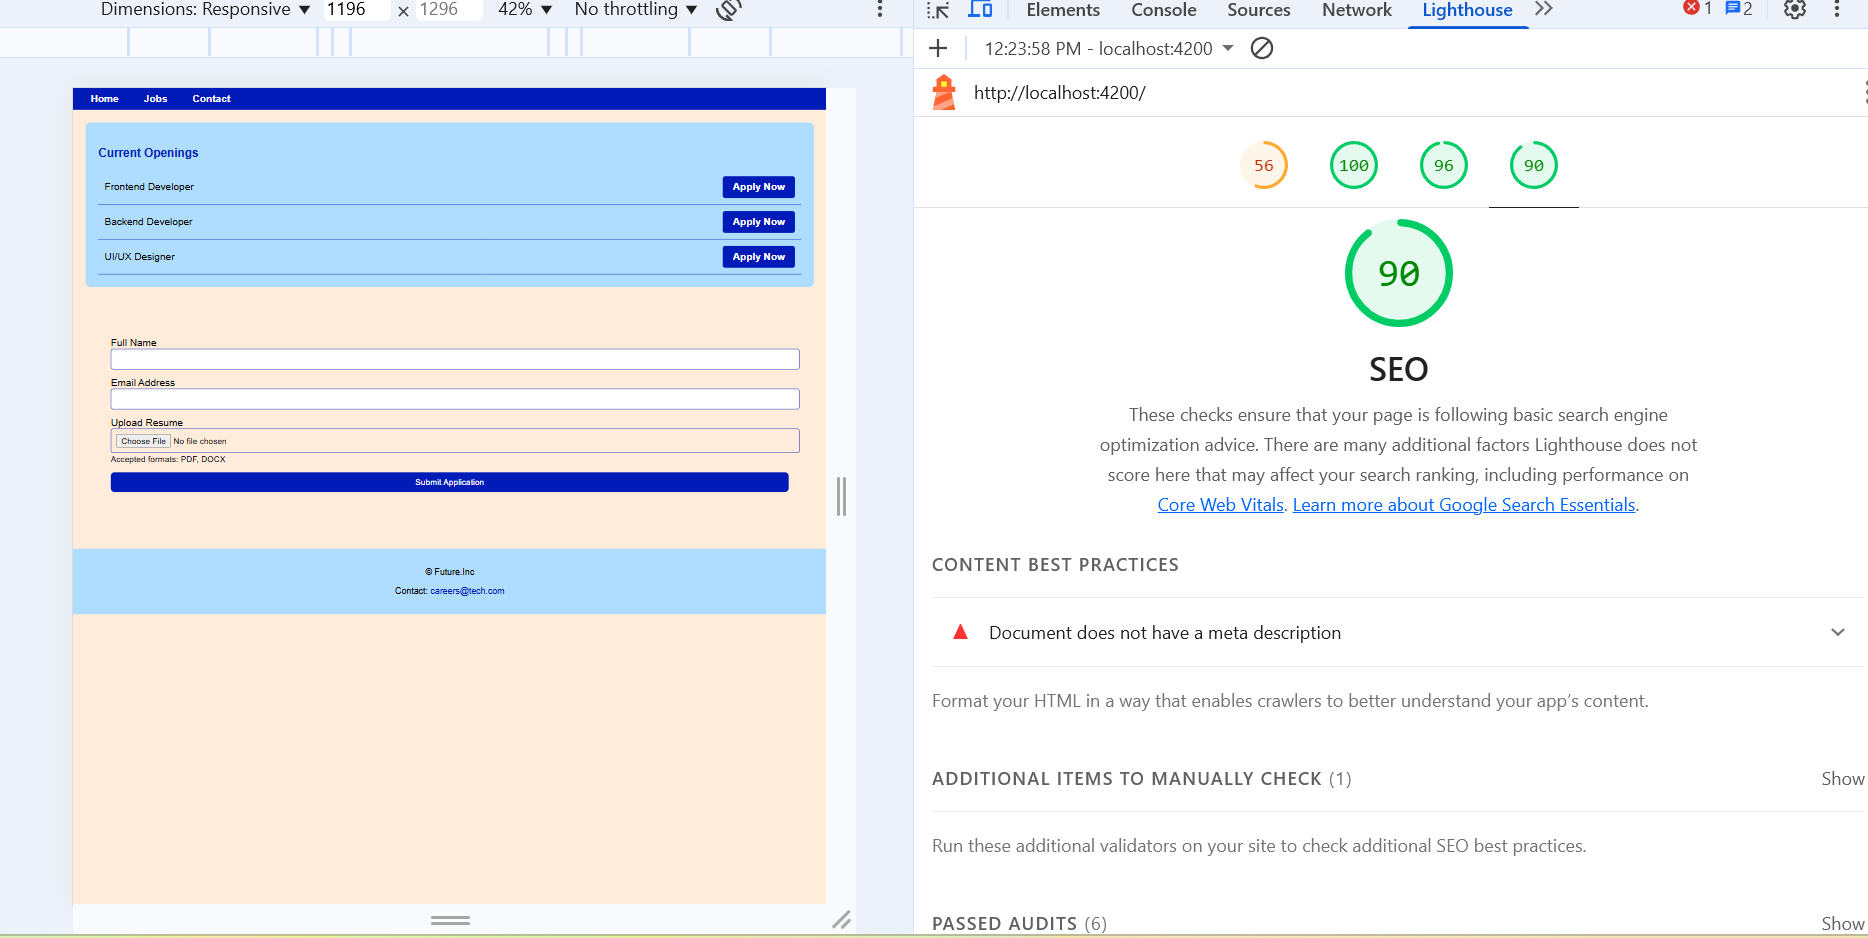 Dimensions: Responsive 1196 × 1296 42% No throttling
Home Jobs Contact
Current Openings
Frontend Developer Apply Now
Backend Developer Apply Now
UI/UX Designer Apply Now
Full Name
Email Address
Upload Resume
Choose File No file chosen
Accepted formats: PDF, DOCX
Submit Application
© Future.Inc
Contact: careers@tech.com
Elements Console Sources Network Lighthouse 1 2
12:23:58 PM - localhost:4200
http://localhost:4200/
56 100 96 90
90
SEO
These checks ensure that your page is following basic search engine
optimization advice. There are many additional factors Lighthouse does not
score here that may affect your search ranking, including performance on
Core Web Vitals. Learn more about Google Search Essentials.
CONTENT BEST PRACTICES
Document does not have a meta description
Format your HTML in a way that enables crawlers to better understand your app’s content.
ADDITIONAL ITEMS TO MANUALLY CHECK (1) Show
Run these additional validators on your site to check additional SEO best practices.
PASSED AUDITS (6) Show